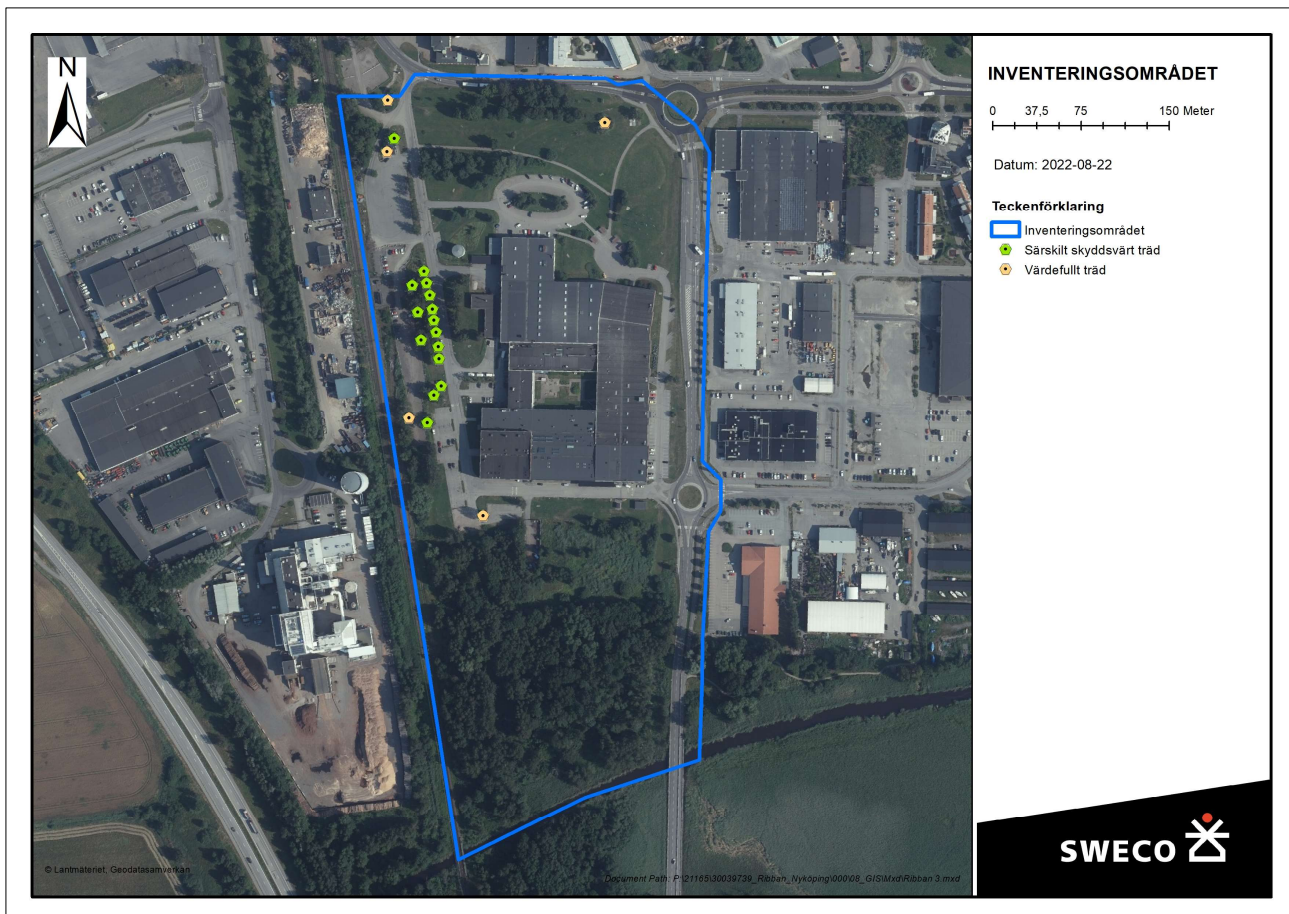 N
INVENTERINGSOMRÅDET
0 37,5 75 150 Meter
Datum: 2022-08-22
Teckenförklaring
Inventeringsområdet
Särskilt skyddsvärt träd
Värdefullt träd
SWECO
© Lantmäteriet, Geodatasamverkan
Document Path: P:\21165\30039739_Ribban_Nyköping\000\08_GIS\Mxd\Ribban 3.mxd